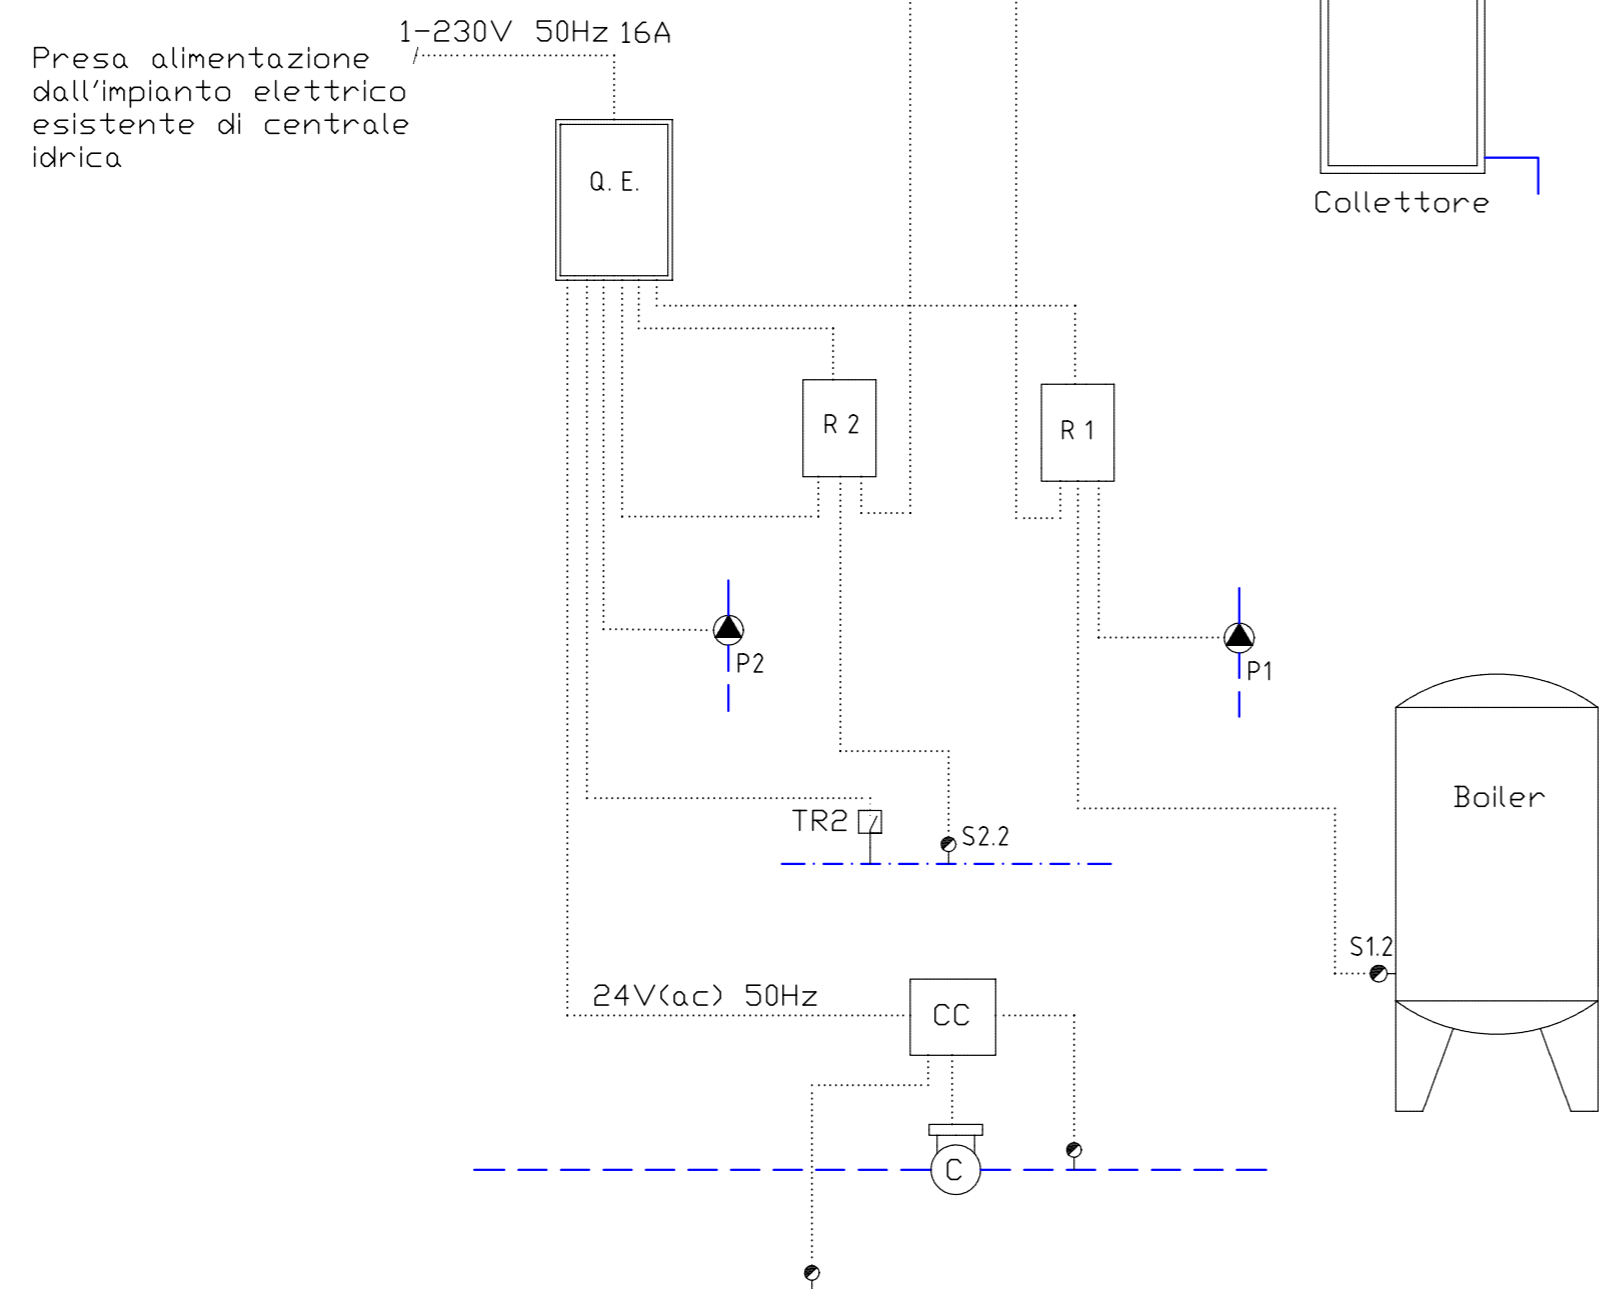 1-230V 50Hz 16A
Presa alimentazione
dall'impianto elettrico
esistente di centrale
idrica
Q. E.
Collettore
R 2
R 1
P2
P1
Boiler
TR2
S2.2
S1.2
24V(ac) 50Hz
CC
C